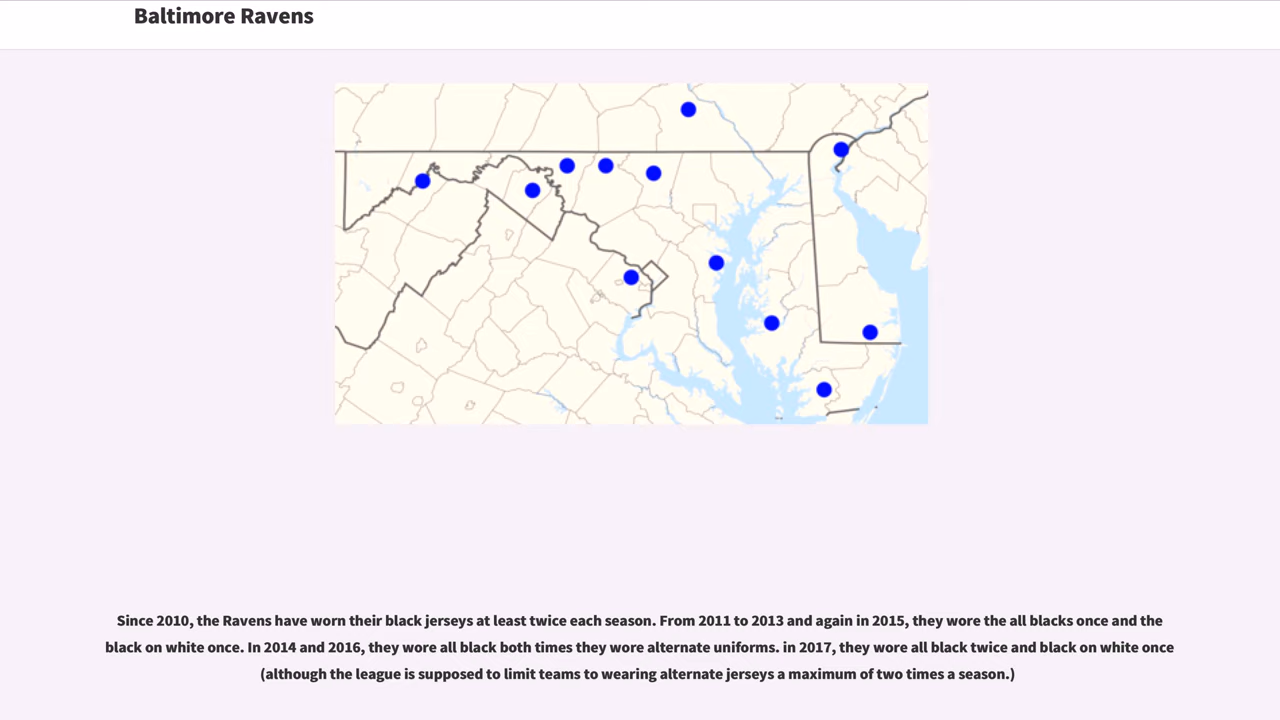 Baltimore Ravens
Since 2010, the Ravens have worn their black jerseys at least twice each season. From 2011 to 2013 and again in 2015, they wore the all blacks once and the
black on white once. In 2014 and 2016, they wore all black both times they wore alternate uniforms. in 2017, they wore all black twice and black on white once
(although the league is supposed to limit teams to wearing alternate jerseys a maximum of two times a season.)